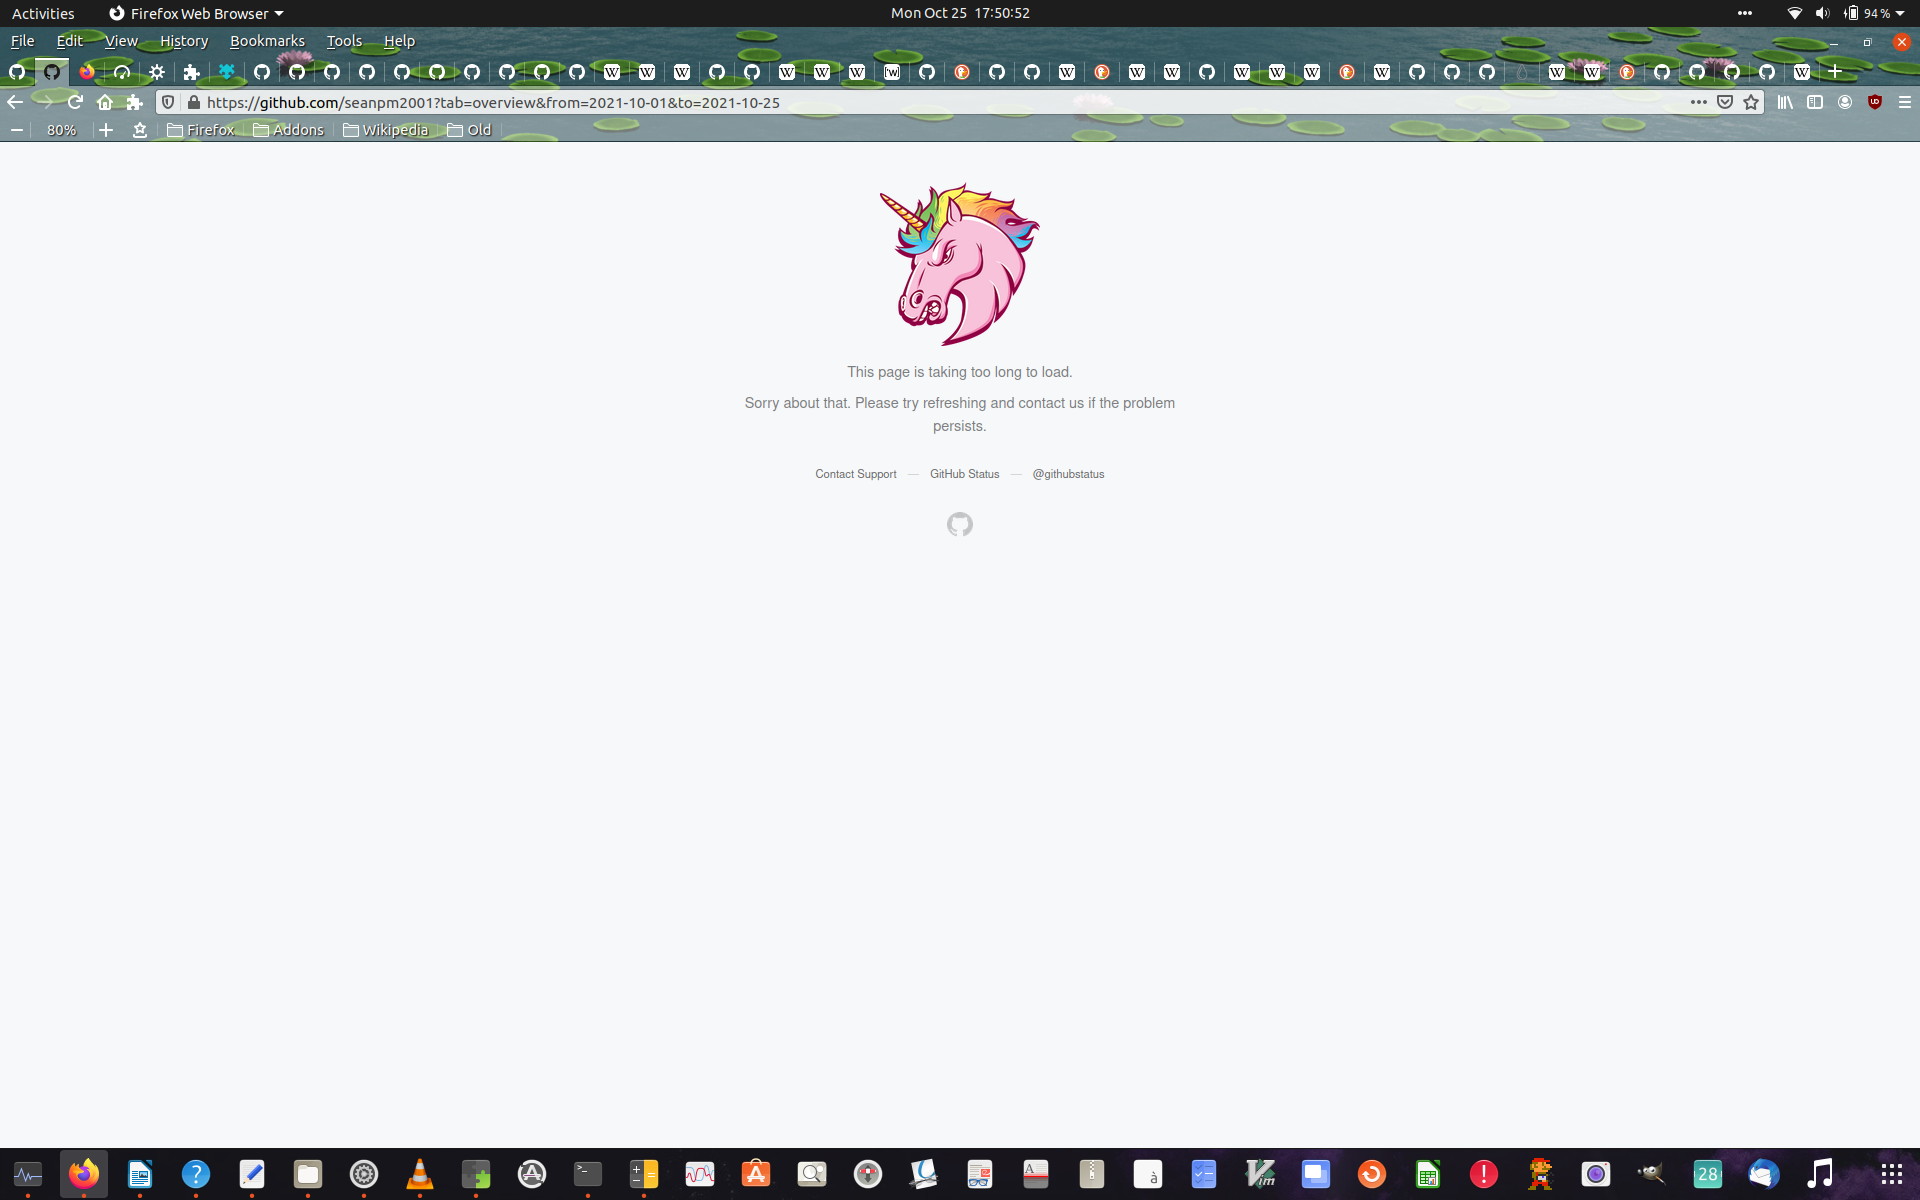 Activities Firefox Web Browser Mon Oct 25 17:50:52 94 %
File Edit View History Bookmarks Tools Help
https://github.com/seanpm2001?tab=overview&from=2021-10-01&to=2021-10-25
80% Firefox Addons Wikipedia Old
This page is taking too long to load.
Sorry about that. Please try refreshing and contact us if the problem
persists.
Contact Support — GitHub Status — @githubstatus
28